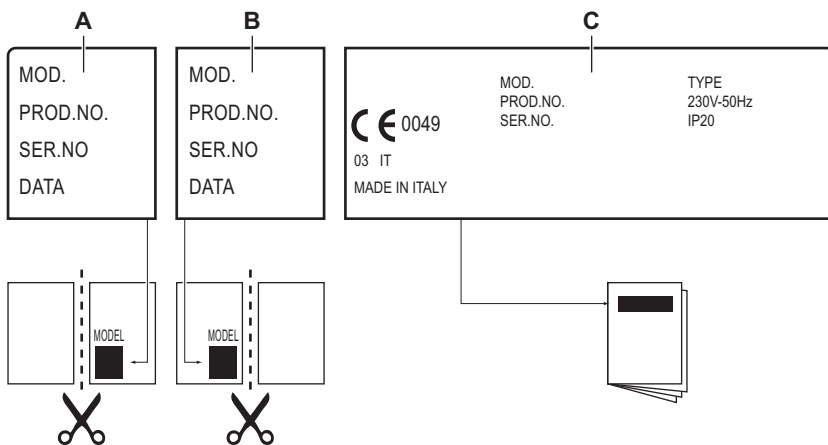 A
B
C
MOD.
PROD.NO.
SER.NO
DATA
MOD.
PROD.NO.
SER.NO
DATA
MOD.
PROD.NO.
SER.NO.
TYPE
230V-50Hz
IP20
CE 0049
03 IT
MADE IN ITALY
MODEL
MODEL